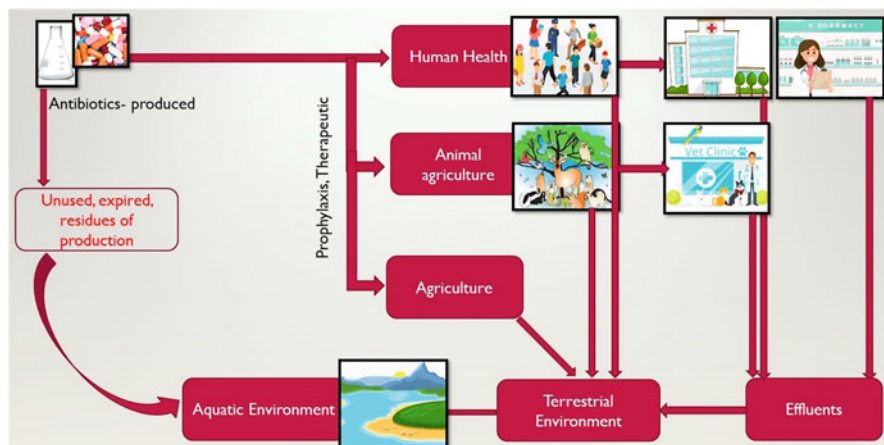 Human Health
PHARMACY
Antibiotics- produced
Prophylaxis, Therapeutic
Animal
agriculture
Vet Clinic
Unused, expired,
residues of
production
Agriculture
Aquatic Environment
Terrestrial
Environment
Effluents